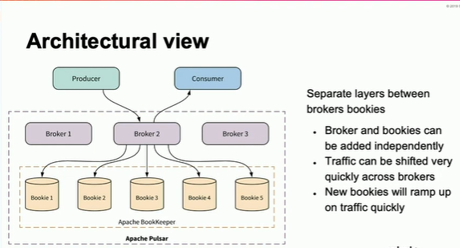 Architectural view
Producer
Consumer
Broker 1
Broker 2
Broker 3
Bookie 1
Bookie 2
Bookie 3
Bookie 4
Bookie 5
Apache BookKeeper
Apache Pulsar
Separate layers between
brokers bookies
• Broker and bookies can
be added independently
• Traffic can be shifted very
quickly across brokers
• New bookies will ramp up
on traffic quickly